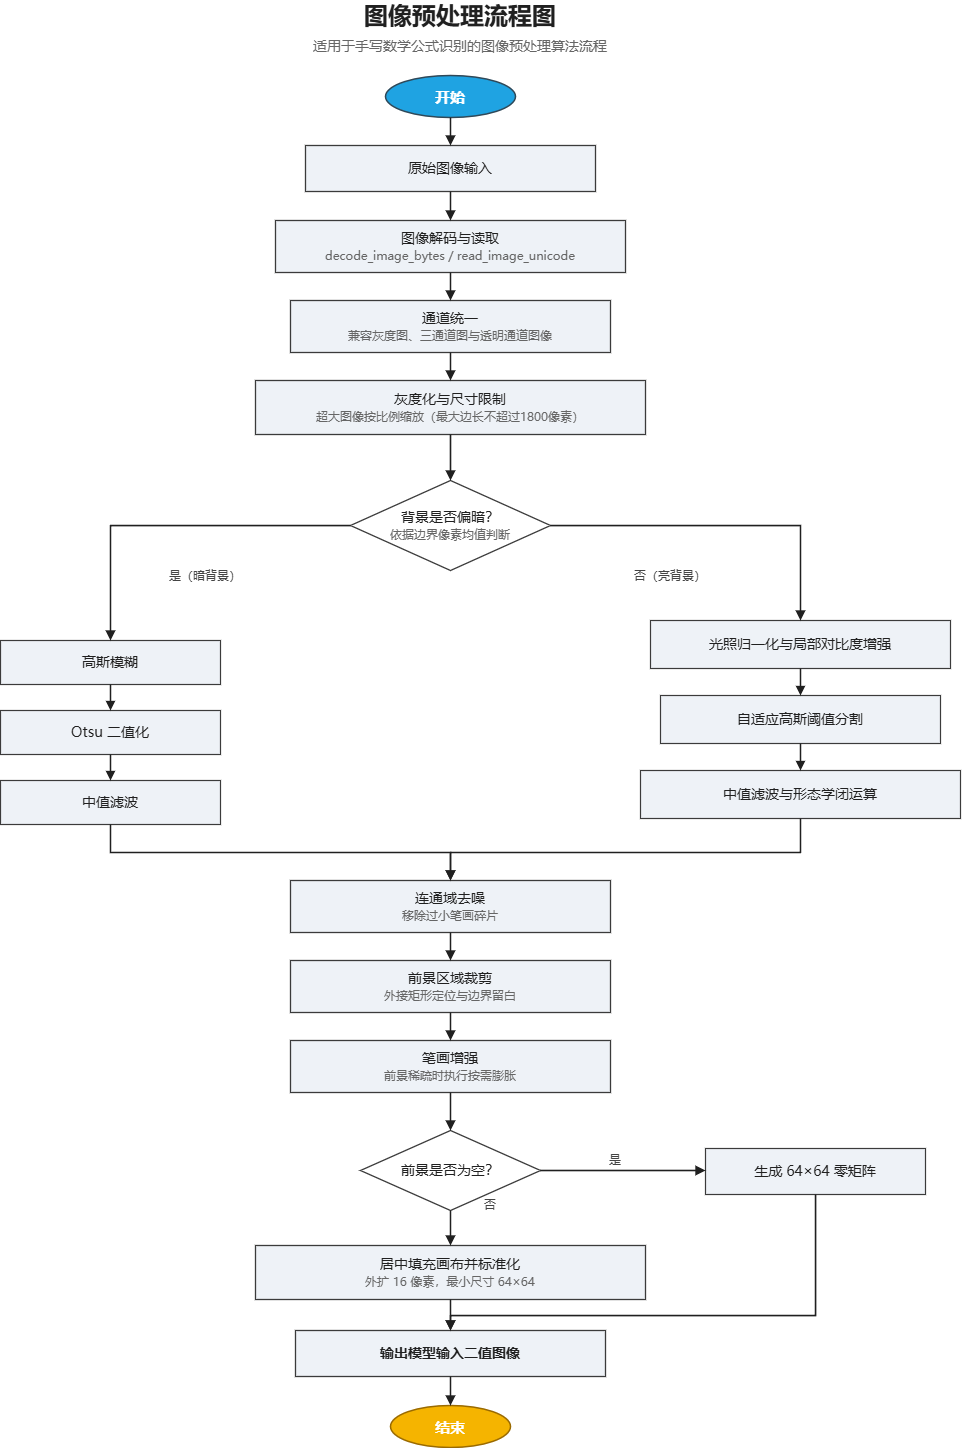 图像预处理流程图
适用于手写数学公式识别的图像预处理算法流程
开始
原始图像输入
图像解码与读取
decode_image_bytes / read_image_unicode
通道统一
兼容灰度图、三通道图与透明通道图像
灰度化与尺寸限制
超大图像按比例缩放（最大边长不超过1800像素）
背景是否偏暗？
依据边界像素均值判断
是（暗背景）
否（亮背景）
高斯模糊
Otsu 二值化
中值滤波
光照归一化与局部对比度增强
自适应高斯阈值分割
中值滤波与形态学闭运算
连通域去噪
移除过小笔画碎片
前景区域裁剪
外接矩形定位与边界留白
笔画增强
前景稀疏时执行按需膨胀
前景是否为空？
是
生成 64×64 零矩阵
否
居中填充画布并标准化
外扩 16 像素，最小尺寸 64×64
输出模型输入二值图像
结束